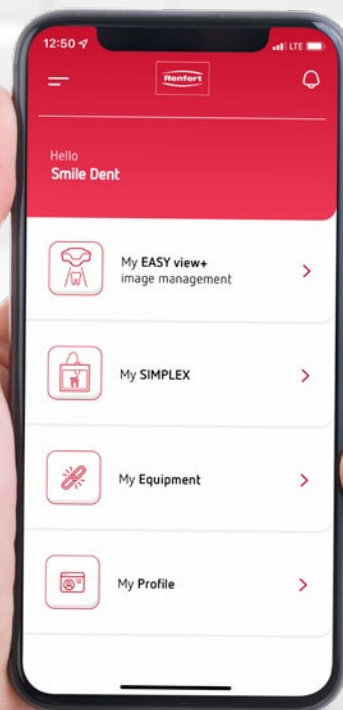 12:50
LTE
Renfert
Hello
Smile Dent
My EASY view+
image management
My SIMPLEX
My Equipment
My Profile